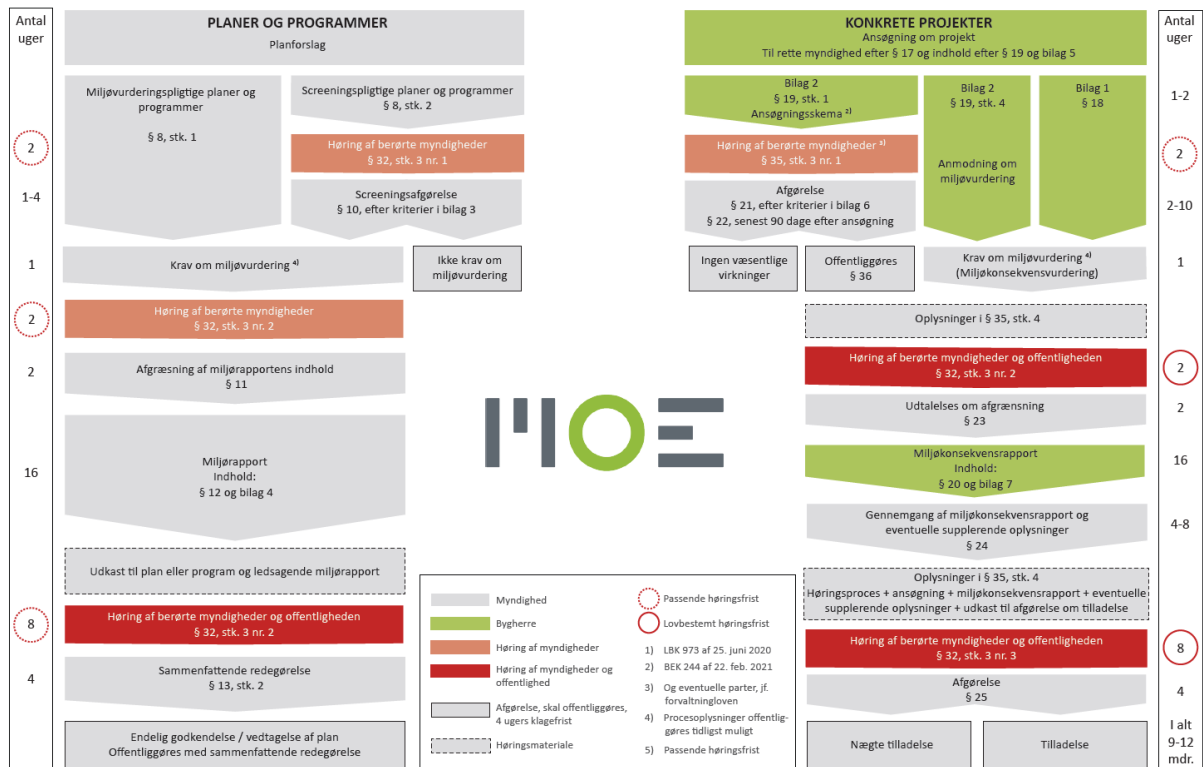 Antal
uger
2
1-4
1
2
2
16
8
4
PLANER OG PROGRAMMER
Planforslag
Miljøvurderingspligtige planer og
programmer
§ 8, stk. 1
Screeningspligtige planer og programmer
§ 8, stk. 2
Høring af berørte myndigheder
§ 32, stk. 3 nr. 1
Screeningsafgørelse
§ 10, efter kriterier i bilag 3
Krav om miljøvurdering ⁴⁾
Ikke krav om
miljøvurdering
Høring af berørte myndigheder
§ 32, stk. 3 nr. 2
Afgræsning af miljørapportens indhold
§ 11
Miljørapport
Indhold:
§ 12 og bilag 4
Udkast til plan eller program og ledsagende miljørapport
Høring af berørte myndigheder og offentligheden
§ 32, stk. 3 nr. 2
Sammenfattende redegørelse
§ 13, stk. 2
Endelig godkendelse / vedtagelse af plan
Offentliggøres med sammenfattende redegørelse
MOE
Myndighed
Bygherre
Høring af myndigheder
Høring af myndigheder og
offentlighed
Afgørelse, skal offentliggøres,
4 ugers klagefrist
Høringsmateriale
Passende høringsfrist
Lovbestemt høringsfrist
1) LBK 973 af 25. juni 2020
2) BEK 244 af 22. feb. 2021
3) Og eventuelle parter, jf.
forvaltningloven
4) Procesoplysninger offentlig-
gøres tidligst muligt
5) Passende høringsfrist
KONKRETE PROJEKTER
Ansøgning om projekt
Til rette myndighed efter § 17 og indhold efter § 19 og bilag 5
Bilag 2
§ 19, stk. 1
Ansøgningsskema ²⁾
Bilag 2
§ 19, stk. 4
Anmodning om
miljøvurdering
Bilag 1
§ 18
Høring af berørte myndigheder ³⁾
§ 35, stk. 3 nr. 1
Afgørelse
§ 21, efter kriterier i bilag 6
§ 22, senest 90 dage efter ansøgning
Ingen væsentlige
virkninger
Offentliggøres
§ 36
Krav om miljøvurdering ⁴⁾
(Miljøkonsekvensvurdering)
Oplysninger i § 35, stk. 4
Høring af berørte myndigheder og offentligheden
§ 32, stk. 3 nr. 2
Udtalelses om afgrænsning
§ 23
Miljøkonsekvensrapport
Indhold:
§ 20 og bilag 7
Gennemgang af miljøkonsekvensrapport og
eventuelle supplerende oplysninger
§ 24
Oplysninger i § 35, stk. 4
Høringsproces + ansøgning + miljøkonsekvensrapport + eventuelle
supplerende oplysninger + udkast til afgørelse om tilladelse
Høring af berørte myndigheder og offentligheden
§ 32, stk. 3 nr. 3
Afgørelse
§ 25
Nægte tilladelse
Tilladelse
Antal
uger
1-2
2
2-10
1
2
2
16
4-8
8
4
I alt
9-12
mdr.